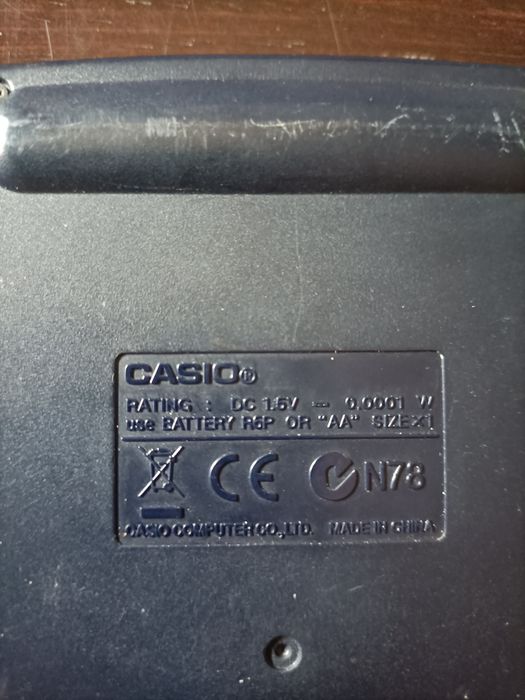 CASIO®
RATING : DC 1.5V ⎓ 0.0001 W
use BATTERY R6P OR "AA" SIZE×1
CE N78
CASIO COMPUTER CO.,LTD. MADE IN CHINA